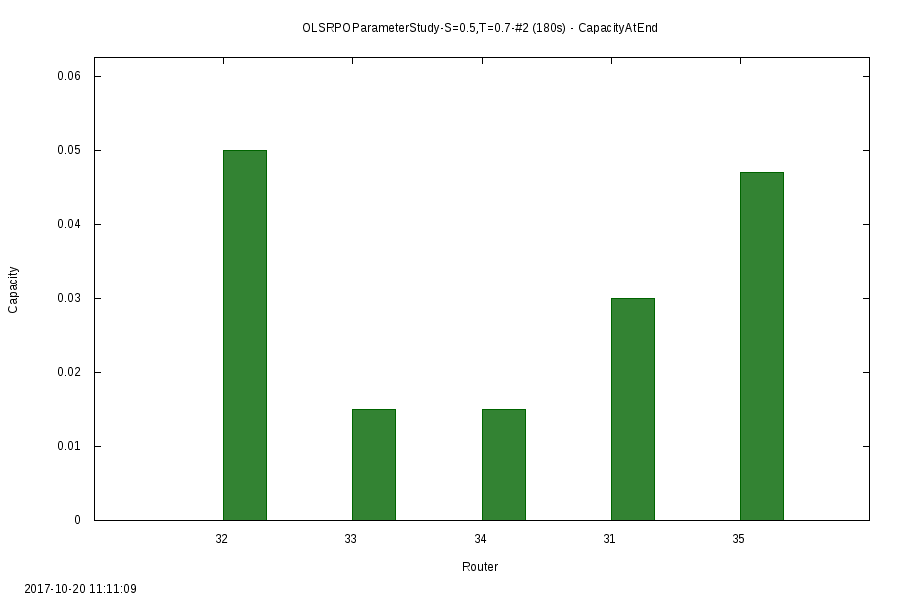 OLSRPOParameterStudy-S=0.5,T=0.7-#2 (180s) - CapacityAtEnd
0.06
0.05
0.04
0.03
0.02
0.01
0
Capacity
32 33 34 31 35
Router
2017-10-20 11:11:09